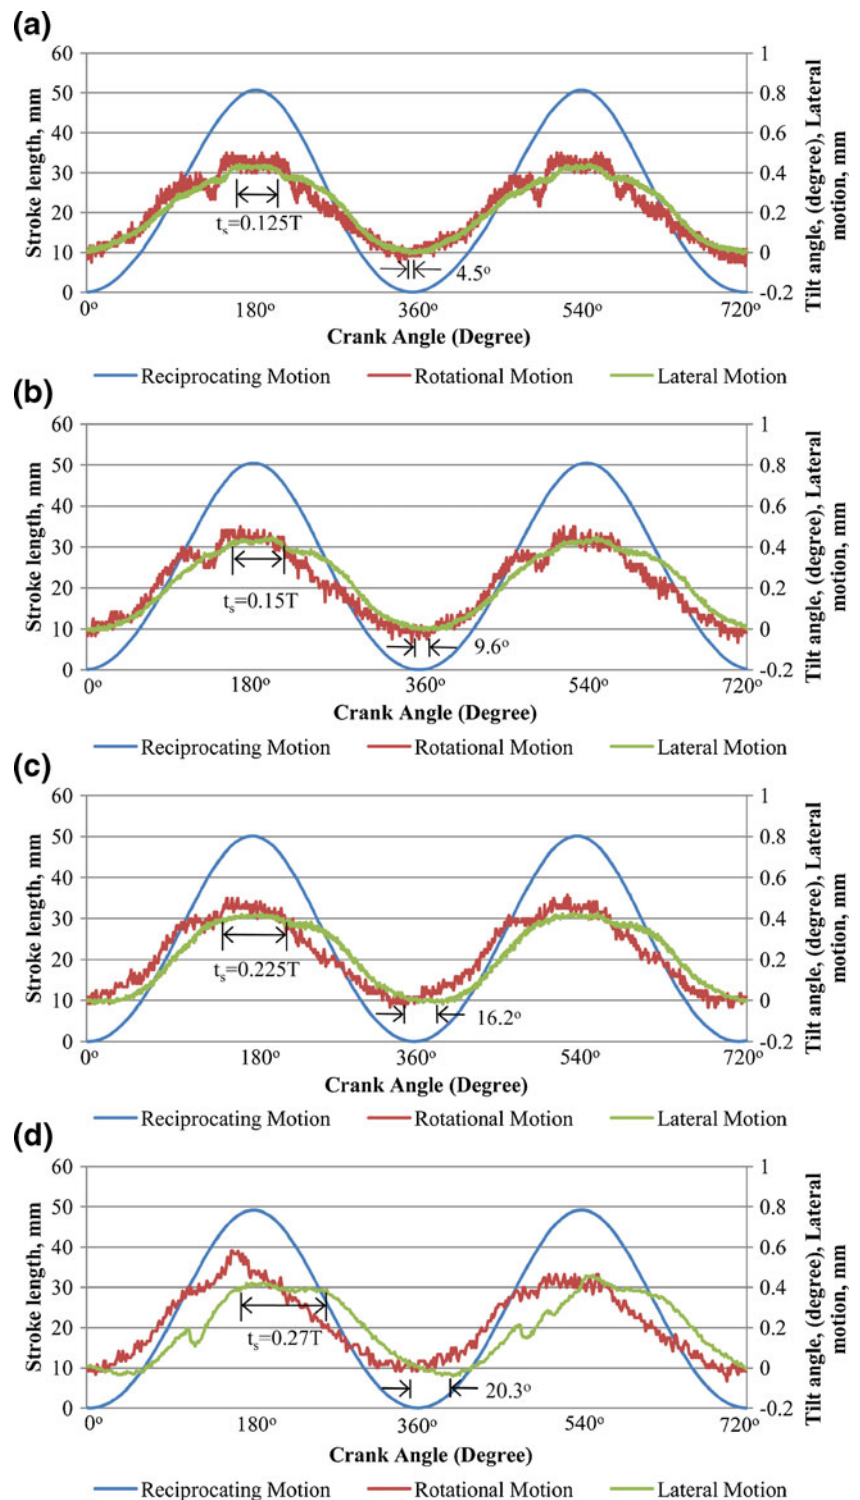 (a)
60
50
40
30
20
10
0
Stroke length, mm
1
0.8
0.6
0.4
0.2
0
-0.2
Tilt angle, (degree), Lateral
motion, mm
tₛ=0.125T
4.5º
0º 180º 360º 540º 720º
Crank Angle (Degree)
Reciprocating Motion Rotational Motion Lateral Motion
(b)
60
50
40
30
20
10
0
Stroke length, mm
1
0.8
0.6
0.4
0.2
0
-0.2
Tilt angle, (degree), Lateral
motion, mm
tₛ=0.15T
9.6º
0º 180º 360º 540º 720º
Crank Angle (Degree)
Reciprocating Motion Rotational Motion Lateral Motion
(c)
60
50
40
30
20
10
0
Stroke length, mm
1
0.8
0.6
0.4
0.2
0
-0.2
Tilt angle, (degree), Lateral
motion, mm
tₛ=0.225T
16.2º
0º 180º 360º 540º 720º
Crank Angle (Degree)
Reciprocating Motion Rotational Motion Lateral Motion
(d)
60
50
40
30
20
10
0
Stroke length, mm
1
0.8
0.6
0.4
0.2
0
-0.2
Tilt angle, (degree), Lateral
motion, mm
tₛ=0.27T
20.3º
0º 180º 360º 540º 720º
Crank Angle (Degree)
Reciprocating Motion Rotational Motion Lateral Motion